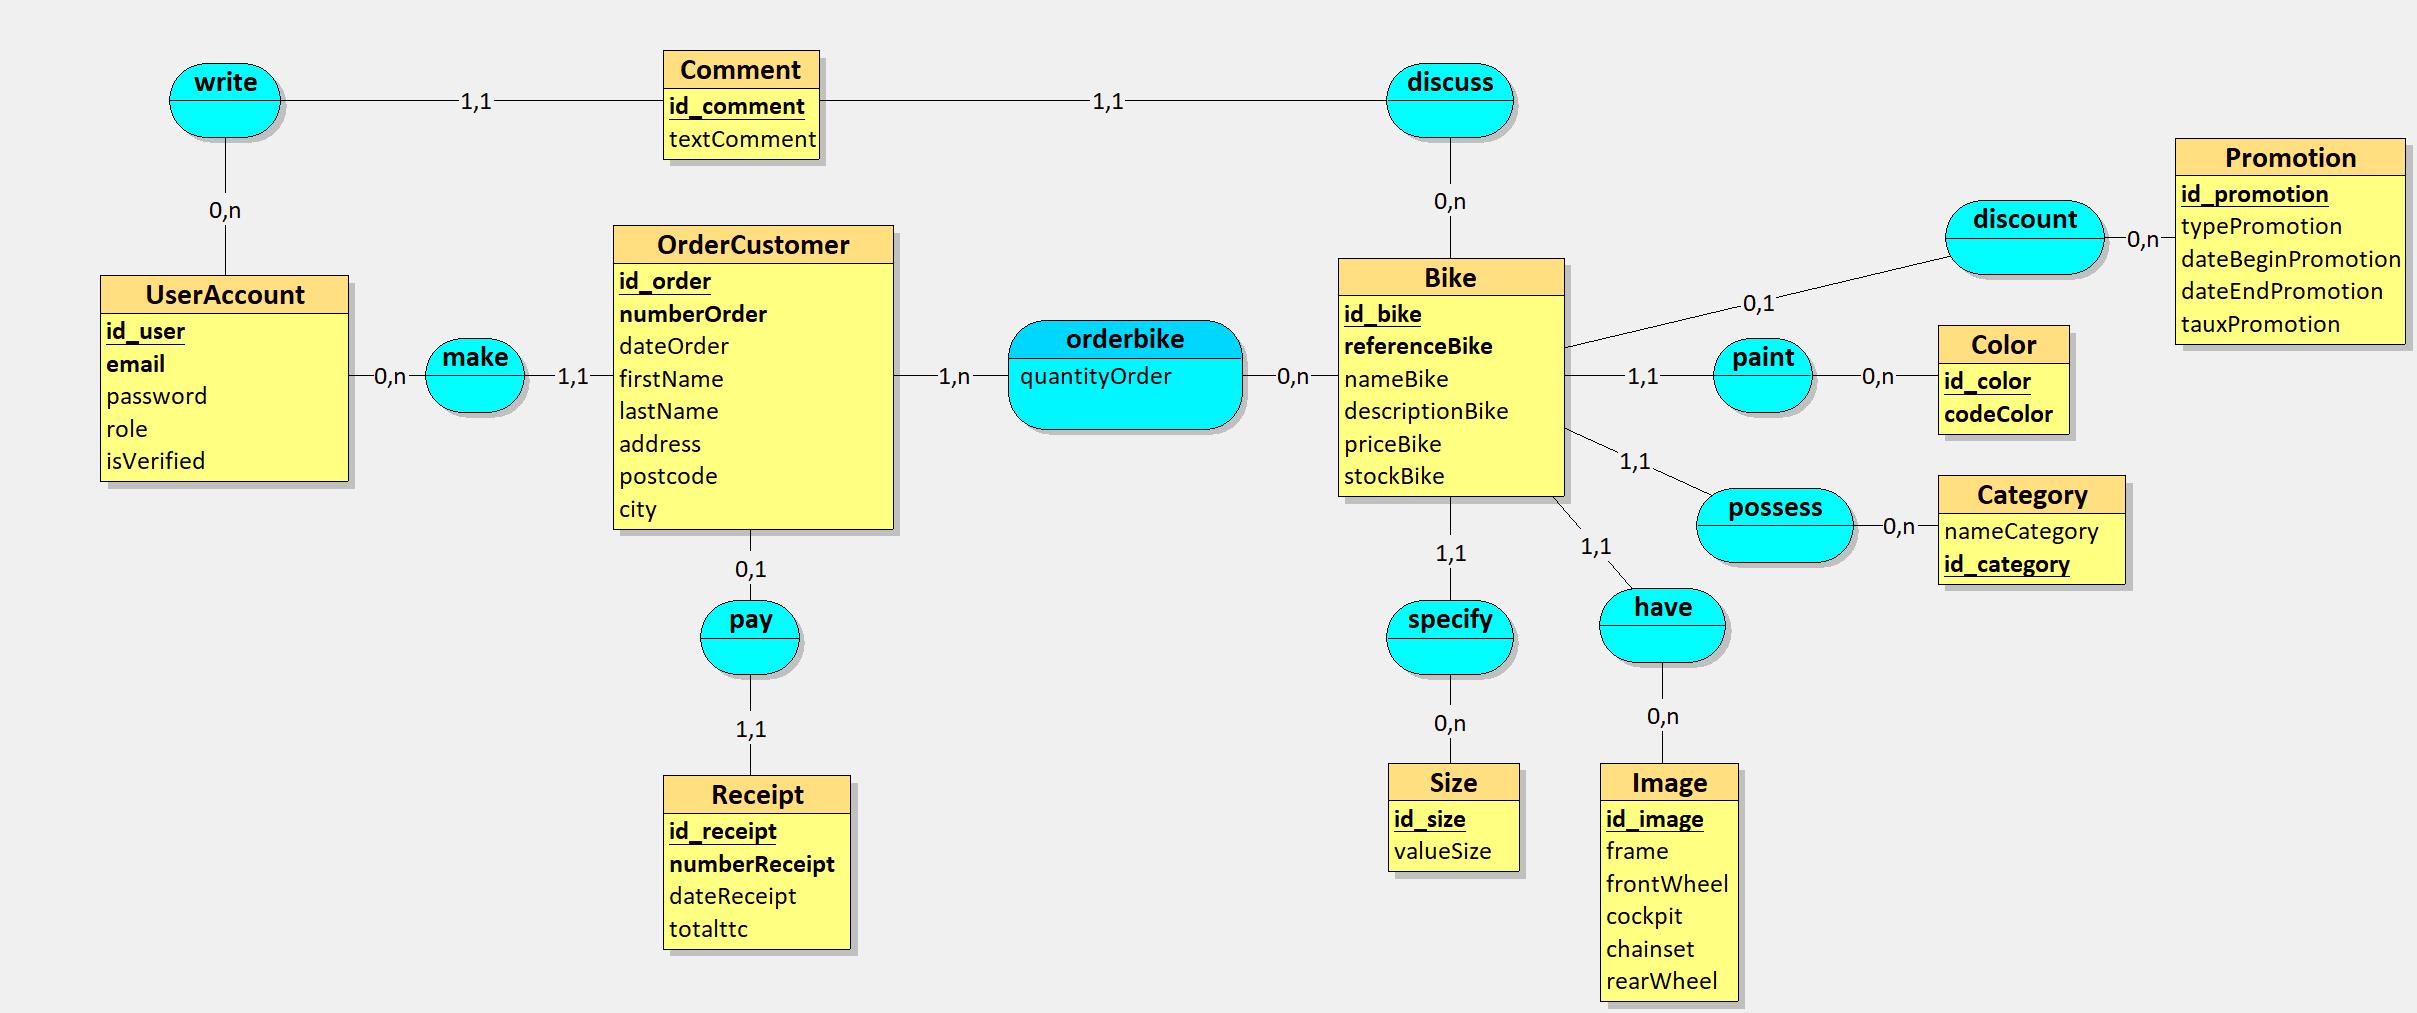 write
1,1
Comment
id_comment
textComment
1,1
discuss
0,n
0,n
UserAccount
id_user
email
password
role
isVerified
0,n
make
1,1
OrderCustomer
id_order
numberOrder
dateOrder
firstName
lastName
address
postcode
city
1,n
orderbike
quantityOrder
0,n
Bike
id_bike
referenceBike
nameBike
descriptionBike
priceBike
stockBike
0,1
discount
0,n
Promotion
id_promotion
typePromotion
dateBeginPromotion
dateEndPromotion
tauxPromotion
1,1
paint
0,n
Color
id_color
codeColor
1,1
possess
0,n
Category
nameCategory
id_category
0,1
pay
1,1
Receipt
id_receipt
numberReceipt
dateReceipt
totalttc
1,1
specify
0,n
Size
id_size
valueSize
1,1
have
0,n
Image
id_image
frame
frontWheel
cockpit
chainset
rearWheel